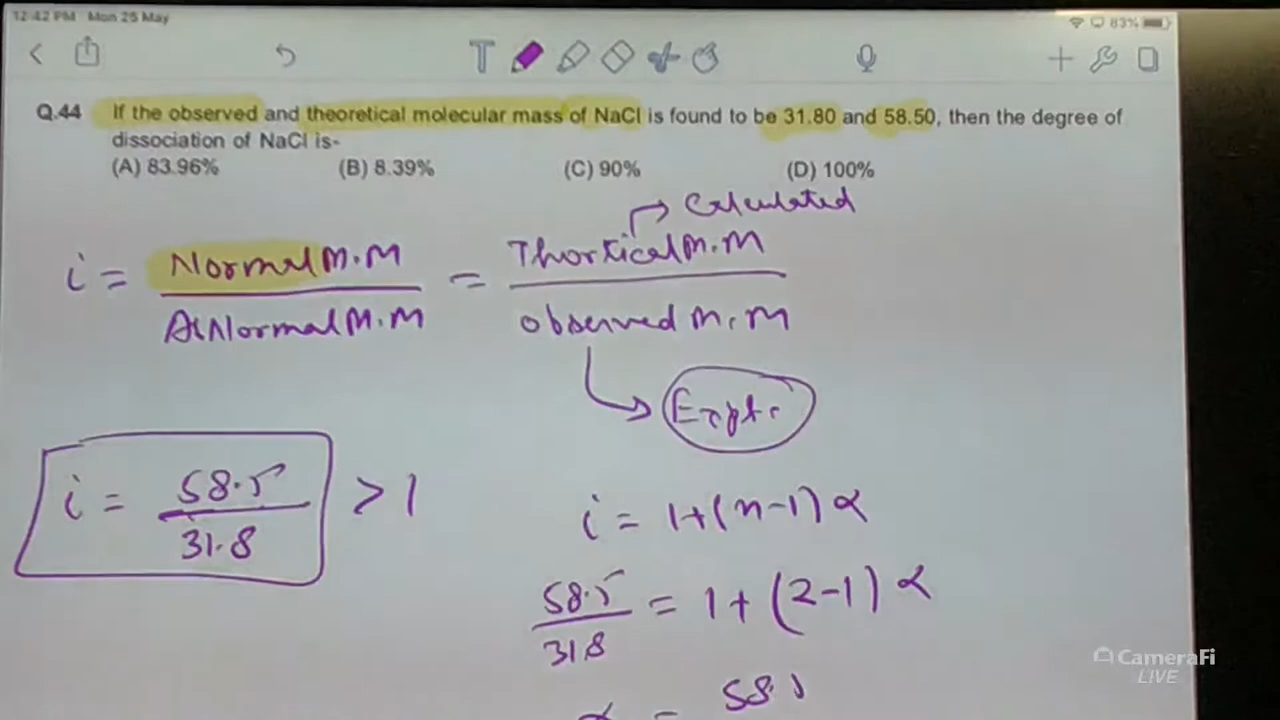 12:42 PM Mon 25 May
83%
Q.44 If the observed and theoretical molecular mass of NaCl is found to be 31.80 and 58.50, then the degree of
dissociation of NaCl is-
(A) 83.96% (B) 8.39% (C) 90% (D) 100%
Calculated
i = Normal M.M / AbNormal M.M = Thortical M.M / observed M.M
Expt.
i = 58.5 / 31.8 > 1
i = 1+(n-1) α
58.5 / 31.8 = 1 + (2-1) α
α = 58.
CameraFi
LIVE